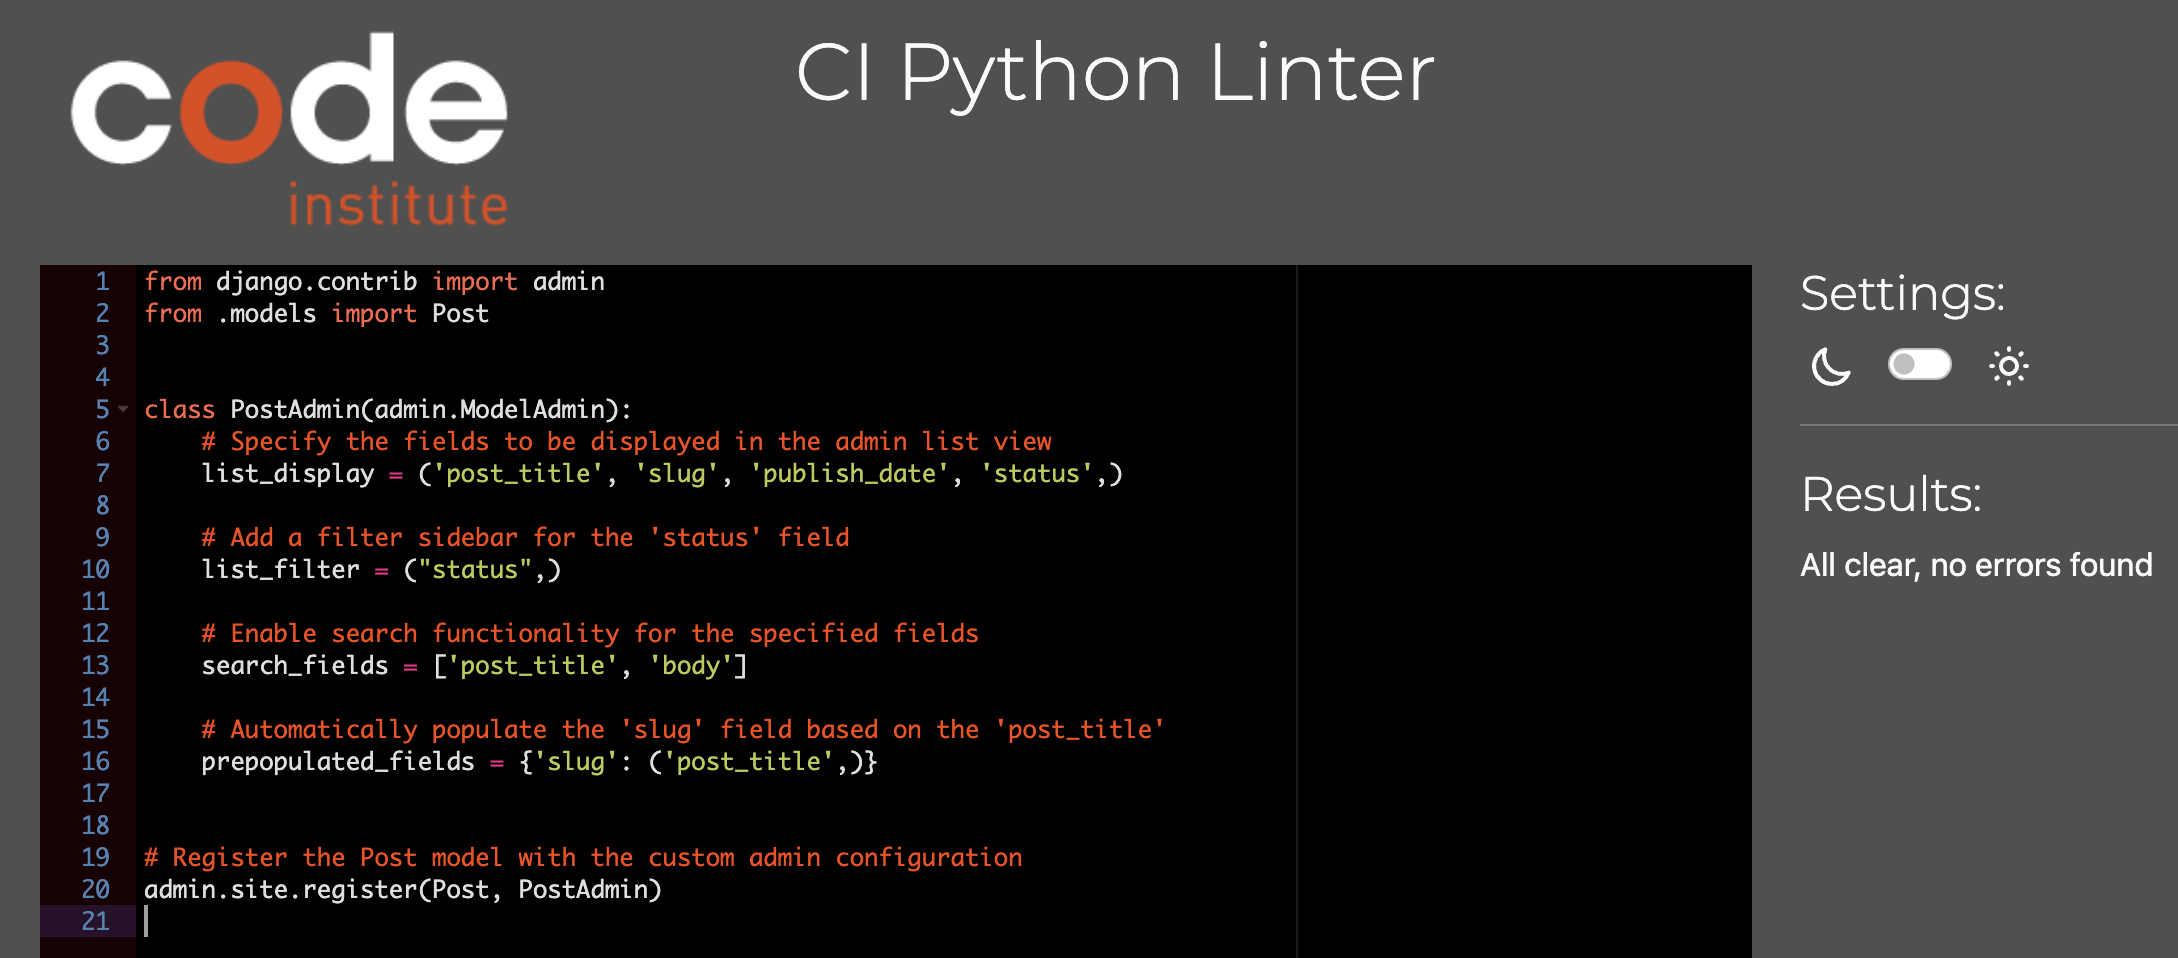 code
institute
CI Python Linter
1 from django.contrib import admin
2 from .models import Post
3
4
5 class PostAdmin(admin.ModelAdmin):
6     # Specify the fields to be displayed in the admin list view
7     list_display = ('post_title', 'slug', 'publish_date', 'status',)
8
9     # Add a filter sidebar for the 'status' field
10     list_filter = ("status",)
11
12     # Enable search functionality for the specified fields
13     search_fields = ['post_title', 'body']
14
15     # Automatically populate the 'slug' field based on the 'post_title'
16     prepopulated_fields = {'slug': ('post_title',)}
17
18
19 # Register the Post model with the custom admin configuration
20 admin.site.register(Post, PostAdmin)
21
Settings:
Results:
All clear, no errors found